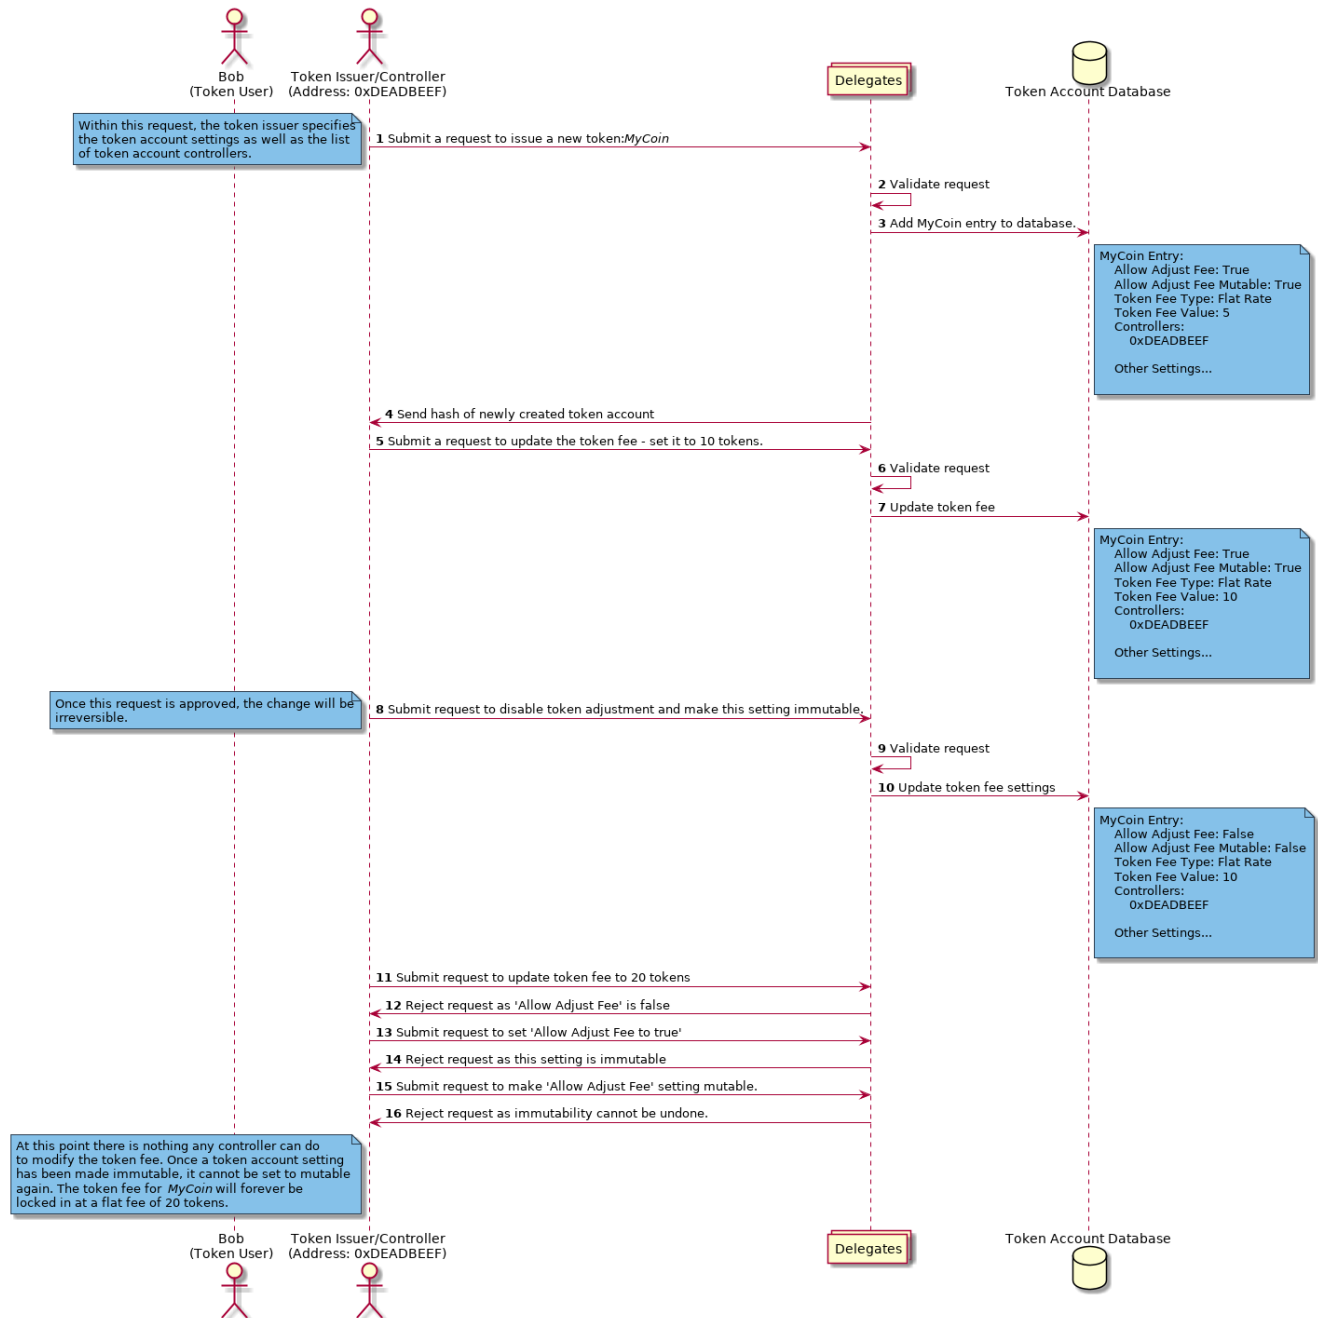 Bob
(Token User)
Token Issuer/Controller
(Address: 0xDEADBEEF)
Delegates
Token Account Database
Within this request, the token issuer specifies
the token account settings as well as the list
of token account controllers.
1 Submit a request to issue a new token:MyCoin
2 Validate request
3 Add MyCoin entry to database.
MyCoin Entry:
Allow Adjust Fee: True
Allow Adjust Fee Mutable: True
Token Fee Type: Flat Rate
Token Fee Value: 5
Controllers:
0xDEADBEEF
Other Settings...
4 Send hash of newly created token account
5 Submit a request to update the token fee - set it to 10 tokens.
6 Validate request
7 Update token fee
MyCoin Entry:
Allow Adjust Fee: True
Allow Adjust Fee Mutable: True
Token Fee Type: Flat Rate
Token Fee Value: 10
Controllers:
0xDEADBEEF
Other Settings...
Once this request is approved, the change will be
irreversible.
8 Submit request to disable token adjustment and make this setting immutable.
9 Validate request
10 Update token fee settings
MyCoin Entry:
Allow Adjust Fee: False
Allow Adjust Fee Mutable: False
Token Fee Type: Flat Rate
Token Fee Value: 10
Controllers:
0xDEADBEEF
Other Settings...
11 Submit request to update token fee to 20 tokens
12 Reject request as 'Allow Adjust Fee' is false
13 Submit request to set 'Allow Adjust Fee to true'
14 Reject request as this setting is immutable
15 Submit request to make 'Allow Adjust Fee' setting mutable.
16 Reject request as immutability cannot be undone.
At this point there is nothing any controller can do
to modify the token fee. Once a token account setting
has been made immutable, it cannot be set to mutable
again. The token fee for MyCoin will forever be
locked in at a flat fee of 20 tokens.
Bob
(Token User)
Token Issuer/Controller
(Address: 0xDEADBEEF)
Delegates
Token Account Database